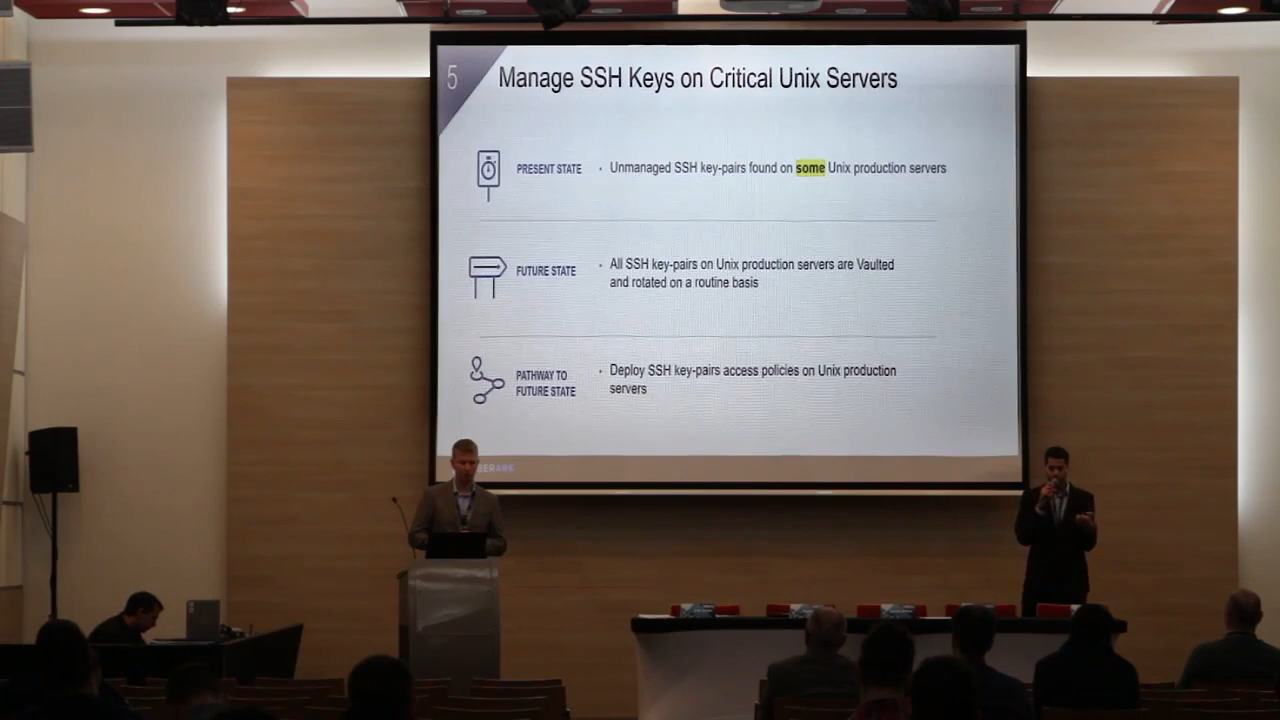 5
Manage SSH Keys on Critical Unix Servers
PRESENT STATE
• Unmanaged SSH key-pairs found on some Unix production servers
FUTURE STATE
• All SSH key-pairs on Unix production servers are Vaulted
and rotated on a routine basis
PATHWAY TO
FUTURE STATE
• Deploy SSH key-pairs access policies on Unix production
servers
BERARK